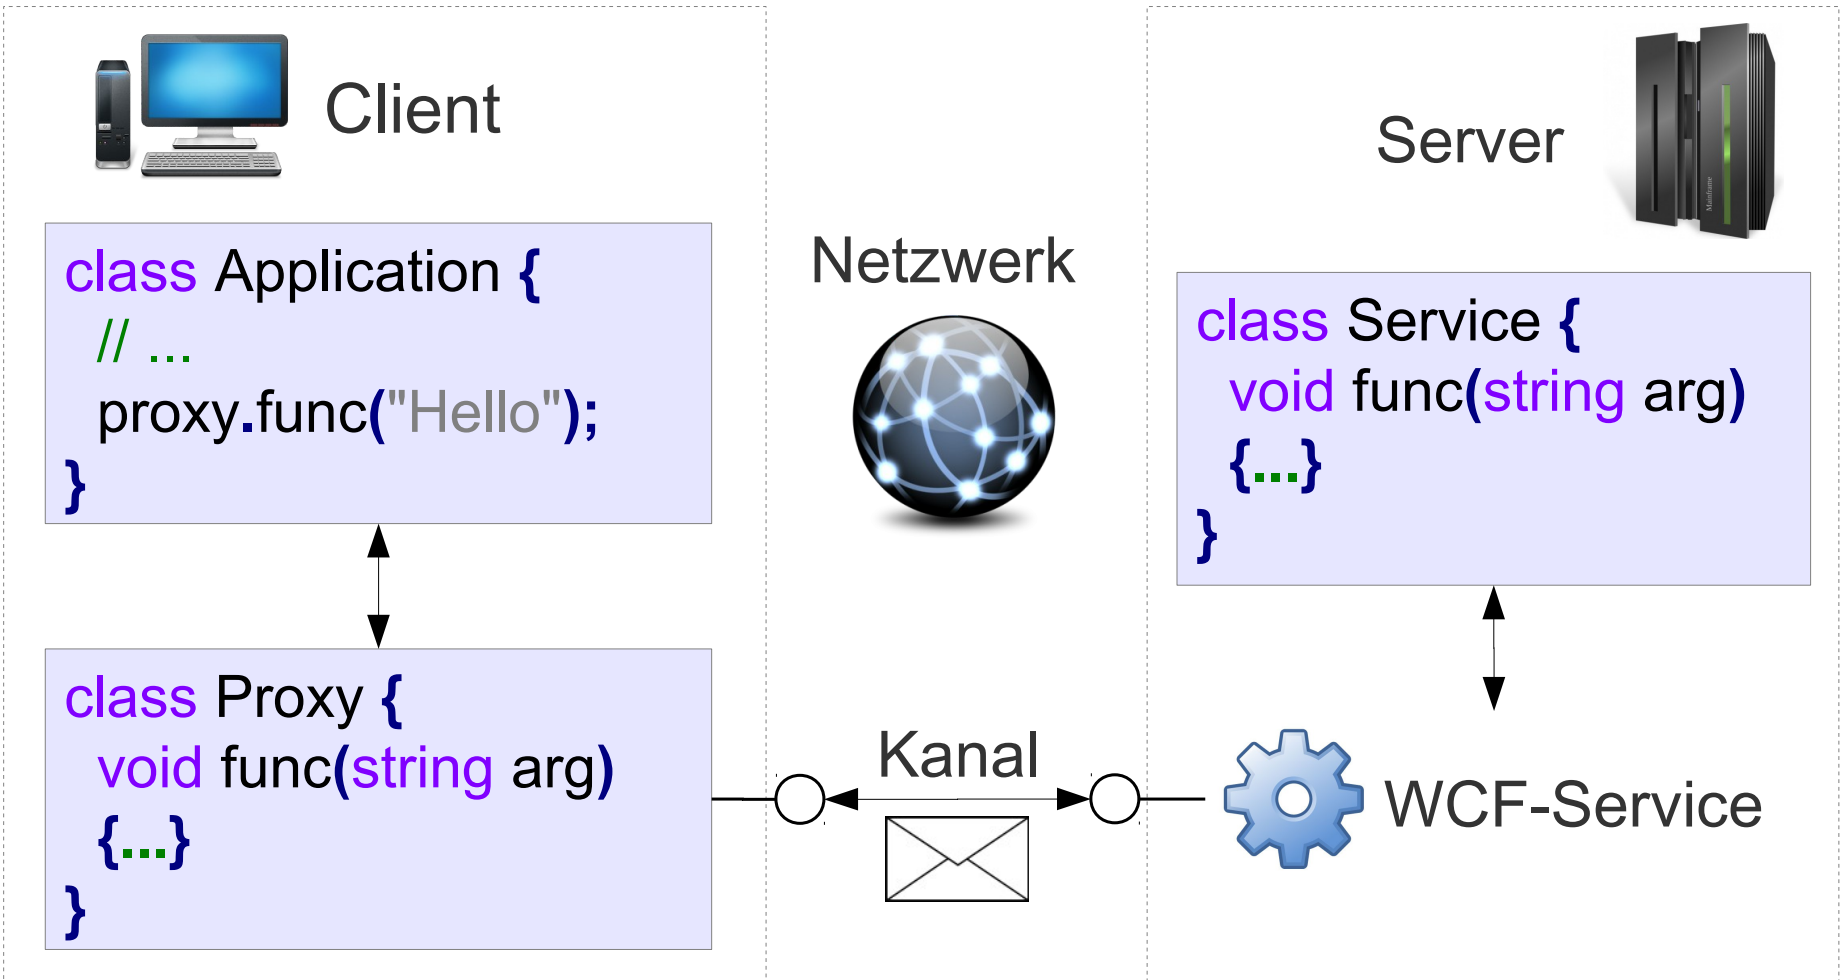 Client
class Application {
// ...
proxy.func("Hello");
}
class Proxy {
void func(string arg)
{...}
}
Netzwerk
Kanal
Server
Mainframe
class Service {
void func(string arg)
{...}
}
WCF-Service